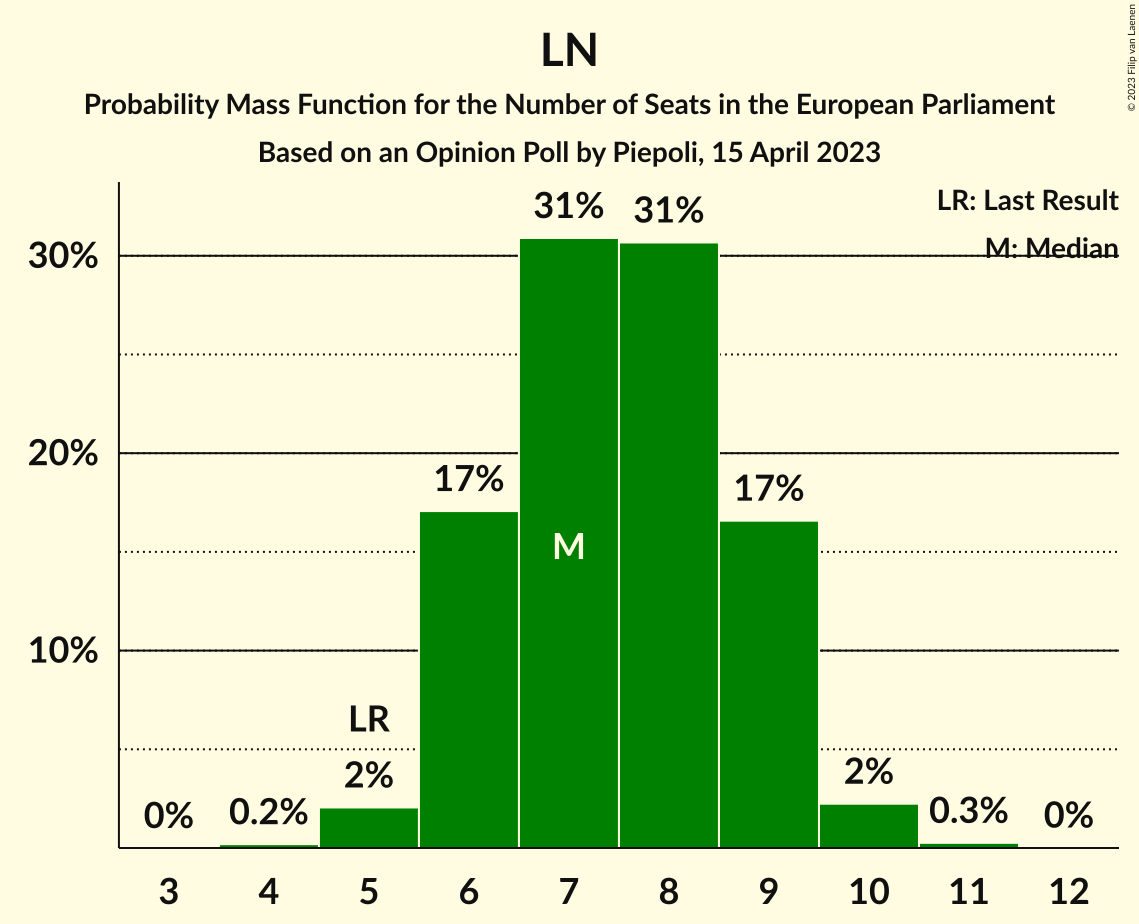 LN
Probability Mass Function for the Number of Seats in the European Parliament
Based on an Opinion Poll by Piepoli, 15 April 2023
© 2023 Filip van Laenen
LR: Last Result
M: Median
30%
20%
10%
0%
0.2%
LR
2%
17%
31%
M
31%
17%
2%
0.3%
0%
3 4 5 6 7 8 9 10 11 12